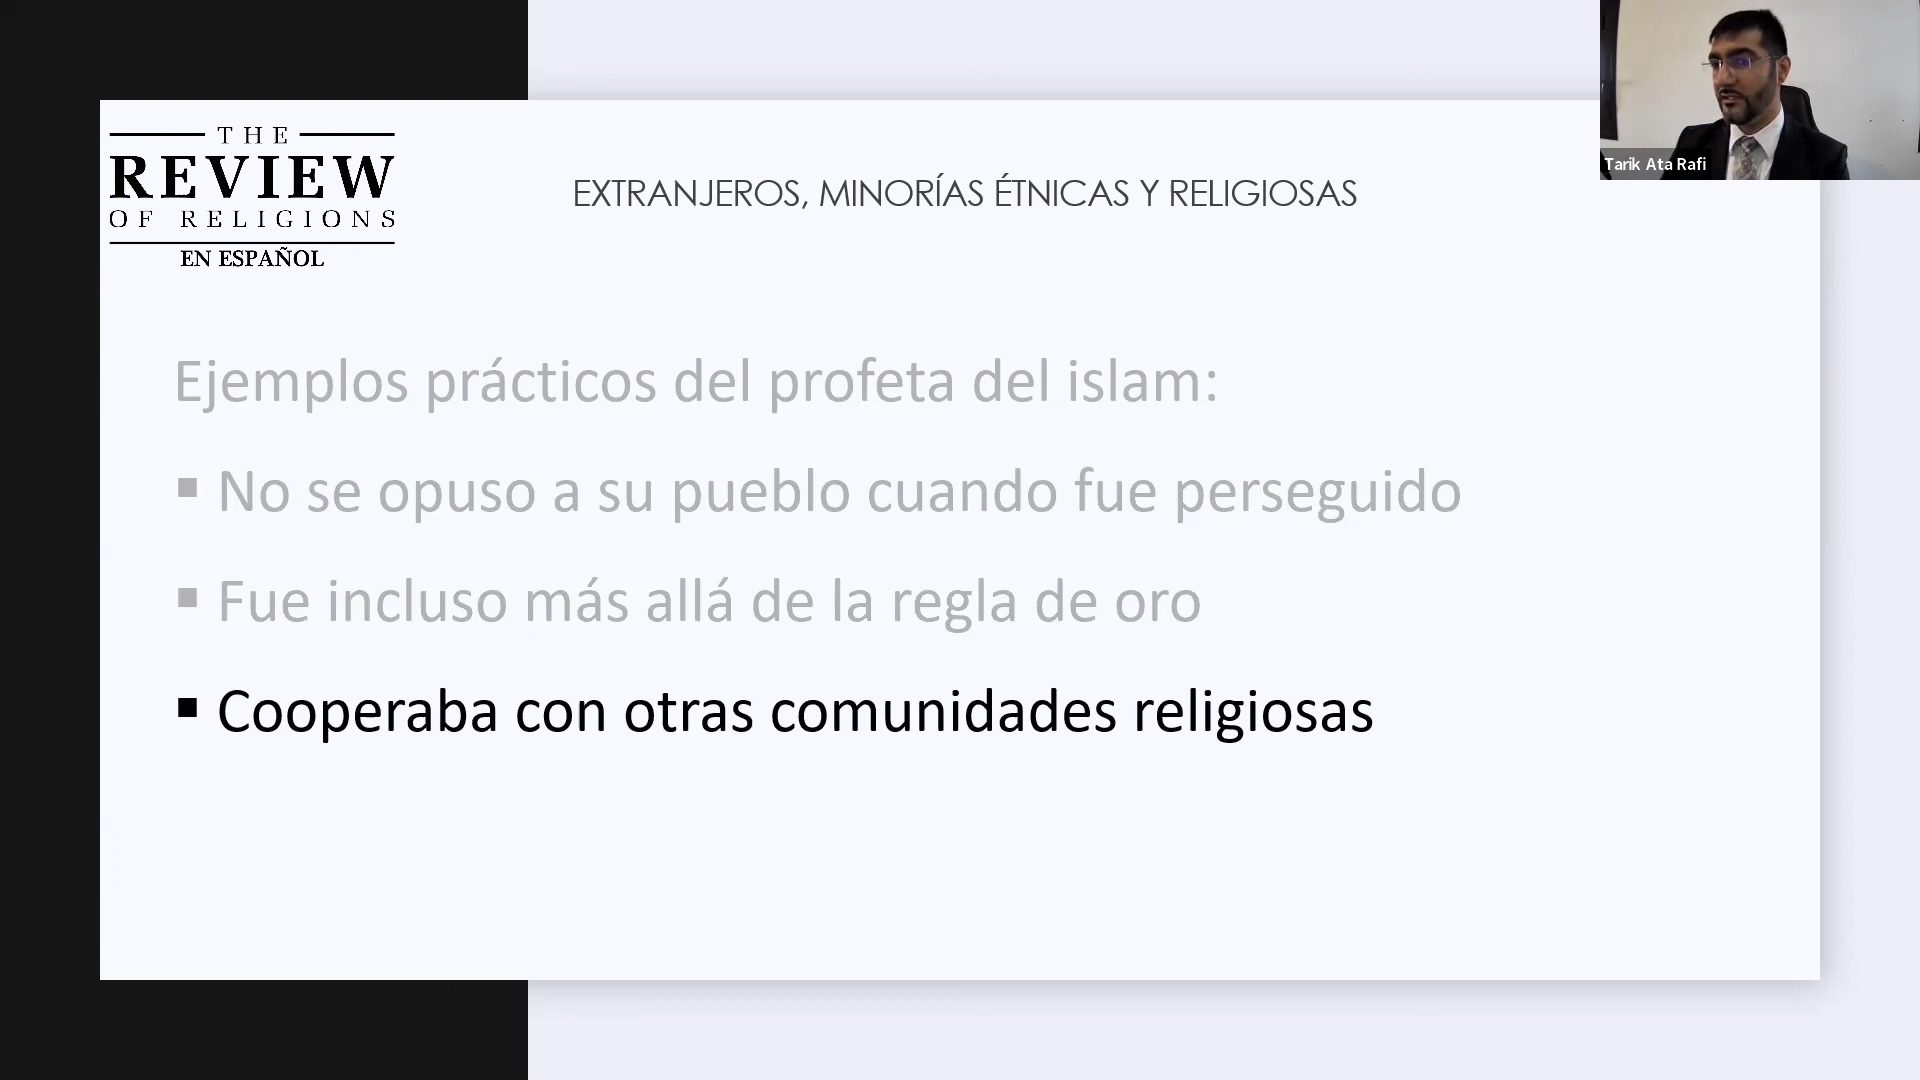 THE
REVIEW
OF RELIGIONS
EN ESPAÑOL
EXTRANJEROS, MINORÍAS ÉTNICAS Y RELIGIOSAS
Tarik Ata Rafi
Ejemplos prácticos del profeta del islam:
▪ No se opuso a su pueblo cuando fue perseguido
▪ Fue incluso más allá de la regla de oro
▪ Cooperaba con otras comunidades religiosas